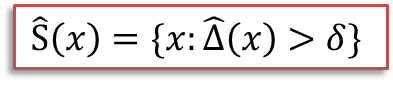 Ŝ(x) = {x: Δ̂(x) > δ}